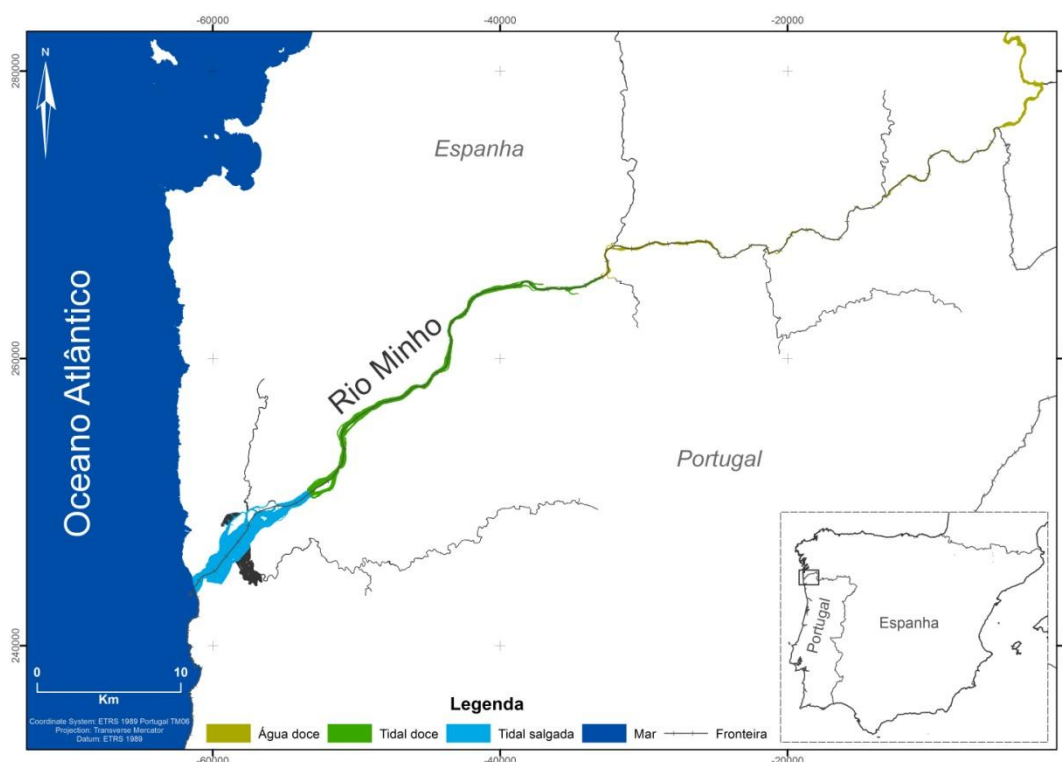 -60000
-40000
-20000
280000
N
Espanha
Oceano Atlântico
Rio Minho
260000
Portugal
Portugal
Espanha
240000
0
10
Km
Coordinate System: ETRS 1989 Portugal TM06
Projection: Transverse Mercator
Datum: ETRS 1989
Legenda
Água doce
Tidal doce
Tidal salgada
Mar
Fronteira
-60000
-40000
-20000